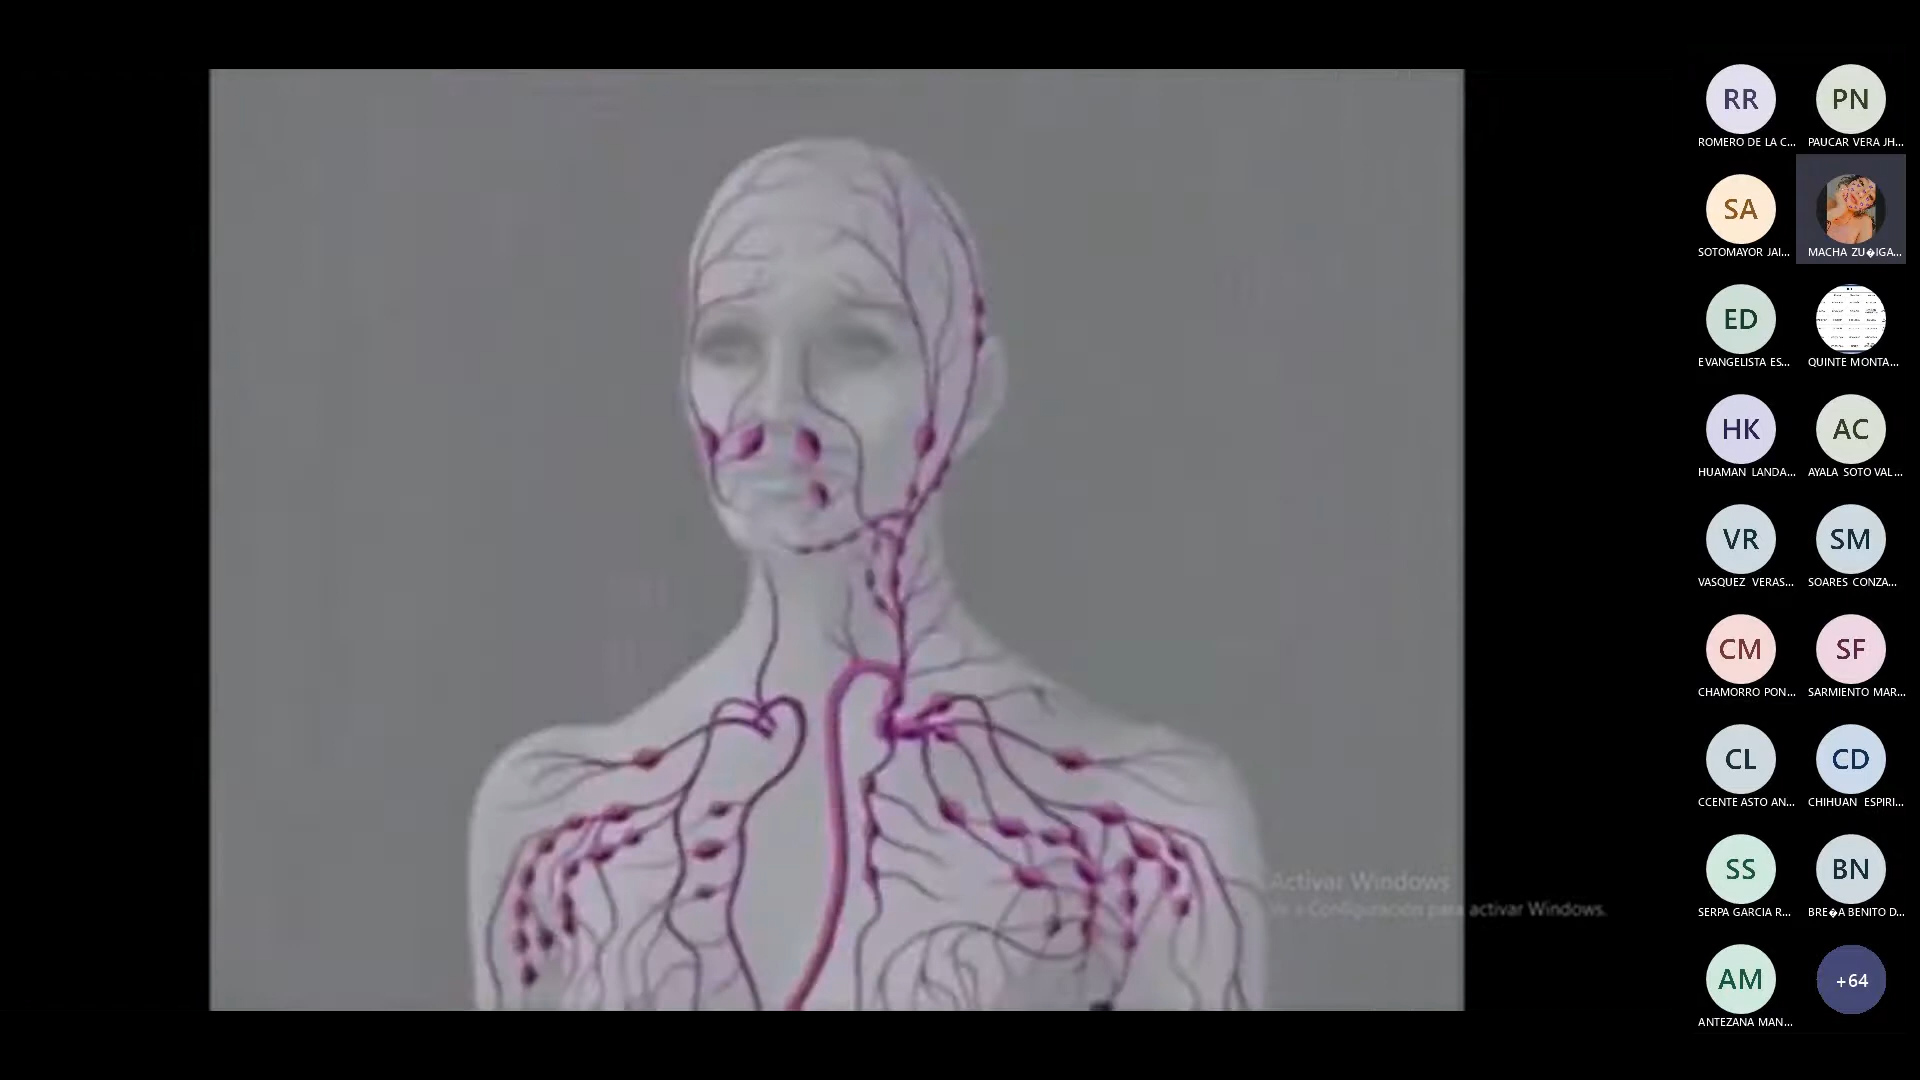 RR
PN
ROMERO DE LA C...
PAUCAR VERA JH...
SA
SOTOMAYOR JAI...
MACHA ZU�IGA...
ED
EVANGELISTA ES...
QUINTE MONTA...
HK
AC
HUAMAN LANDA...
AYALA SOTO VAL...
VR
SM
VASQUEZ VERAS...
SOARES CONZA...
CM
SF
CHAMORRO PON...
SARMIENTO MAR...
CL
CD
CCENTE ASTO AN...
CHIHUAN ESPIRI...
Activar Windows
Ve a Configuración para activar Windows.
SS
BN
SERPA GARCIA R...
BRE�A BENITO D...
AM
+64
ANTEZANA MAN...